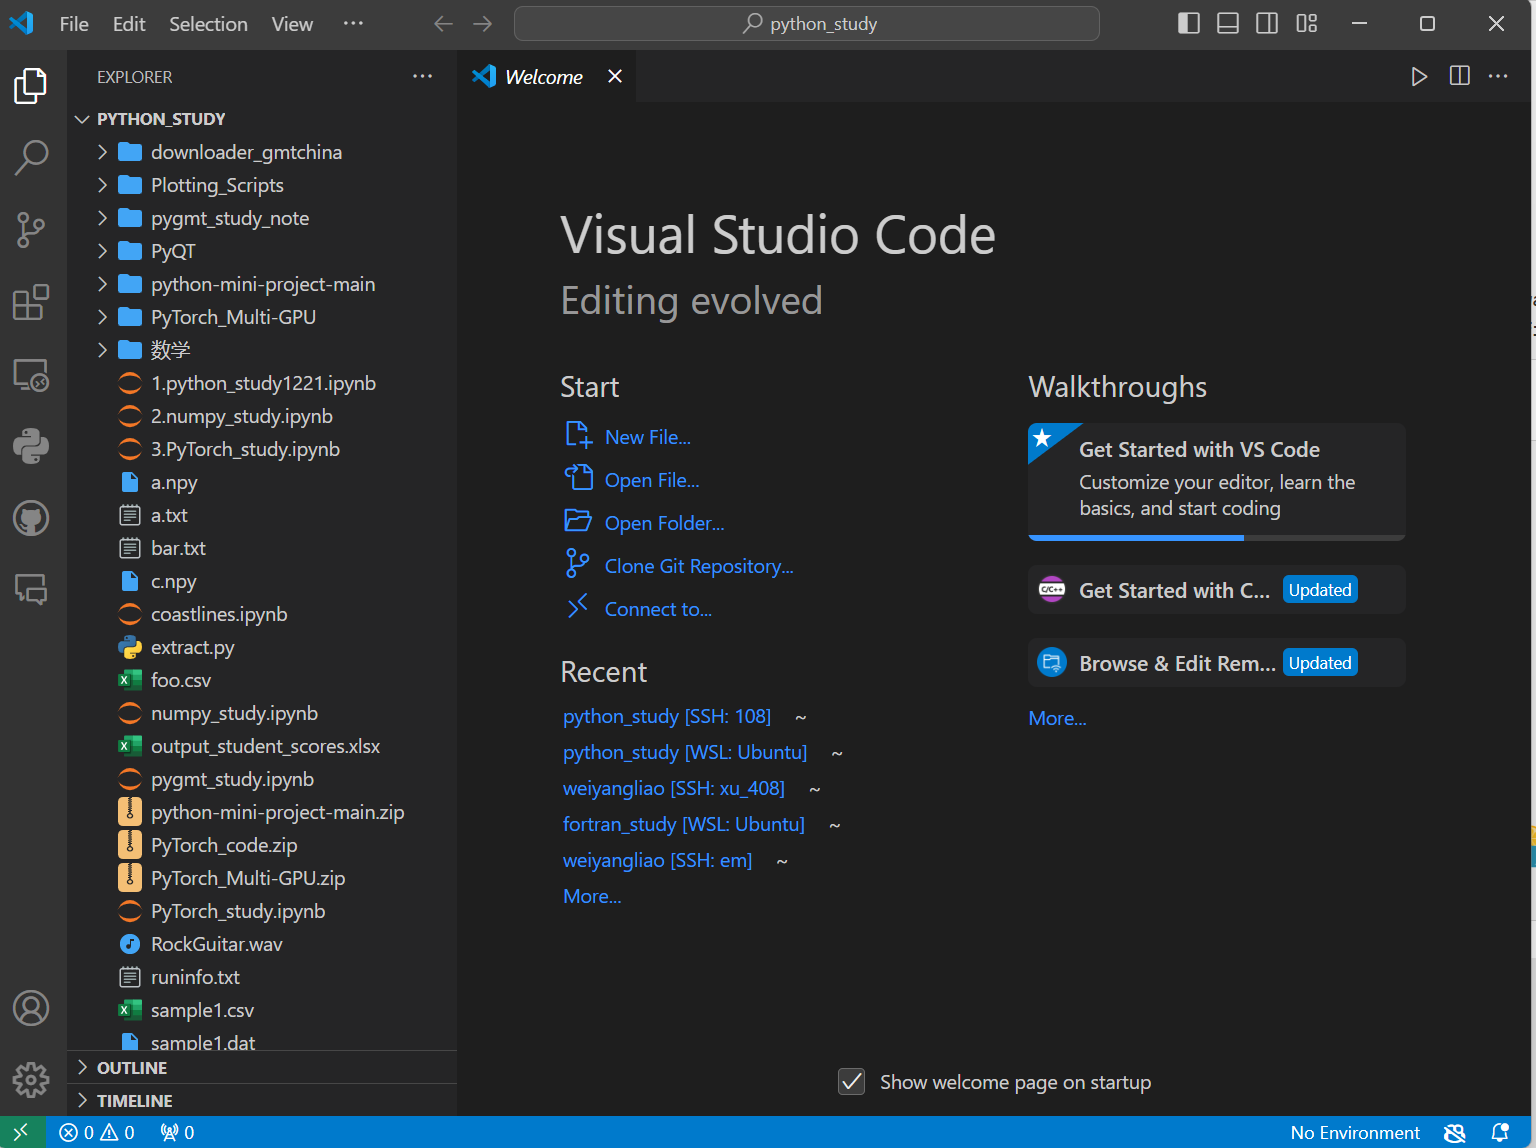 File Edit Selection View ··· python_study
EXPLORER ···
PYTHON_STUDY
downloader_gmtchina
Plotting_Scripts
pygmt_study_note
PyQT
python-mini-project-main
PyTorch_Multi-GPU
数学
1.python_study1221.ipynb
2.numpy_study.ipynb
3.PyTorch_study.ipynb
a.npy
a.txt
bar.txt
c.npy
coastlines.ipynb
extract.py
foo.csv
numpy_study.ipynb
output_student_scores.xlsx
pygmt_study.ipynb
python-mini-project-main.zip
PyTorch_code.zip
PyTorch_Multi-GPU.zip
PyTorch_study.ipynb
RockGuitar.wav
runinfo.txt
sample1.csv
sample1.dat
OUTLINE
TIMELINE
Welcome
Visual Studio Code
Editing evolved
Start
New File...
Open File...
Open Folder...
Clone Git Repository...
Connect to...
Recent
python_study [SSH: 108] ~
python_study [WSL: Ubuntu] ~
weiyangliao [SSH: xu_408] ~
fortran_study [WSL: Ubuntu] ~
weiyangliao [SSH: em] ~
More...
Walkthroughs
Get Started with VS Code
Customize your editor, learn the
basics, and start coding
C/C++ Get Started with C... Updated
Browse & Edit Rem... Updated
More...
Show welcome page on startup
0 0 0 No Environment